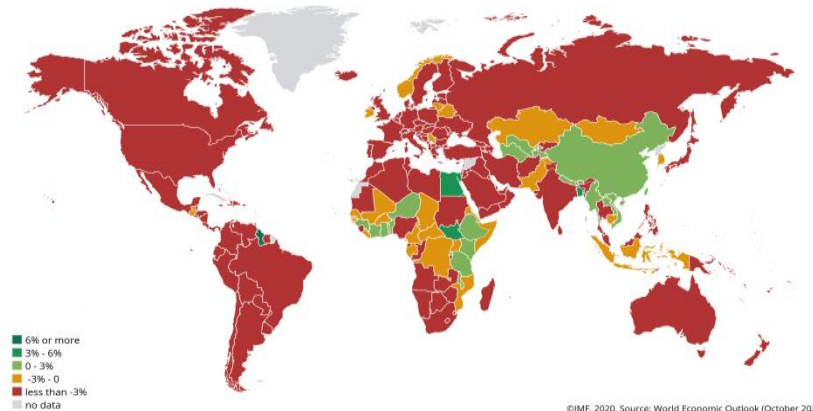 6% or more
3% - 6%
0 - 3%
-3% - 0
less than -3%
no data
©IMF, 2020, Source: World Economic Outlook (October 202